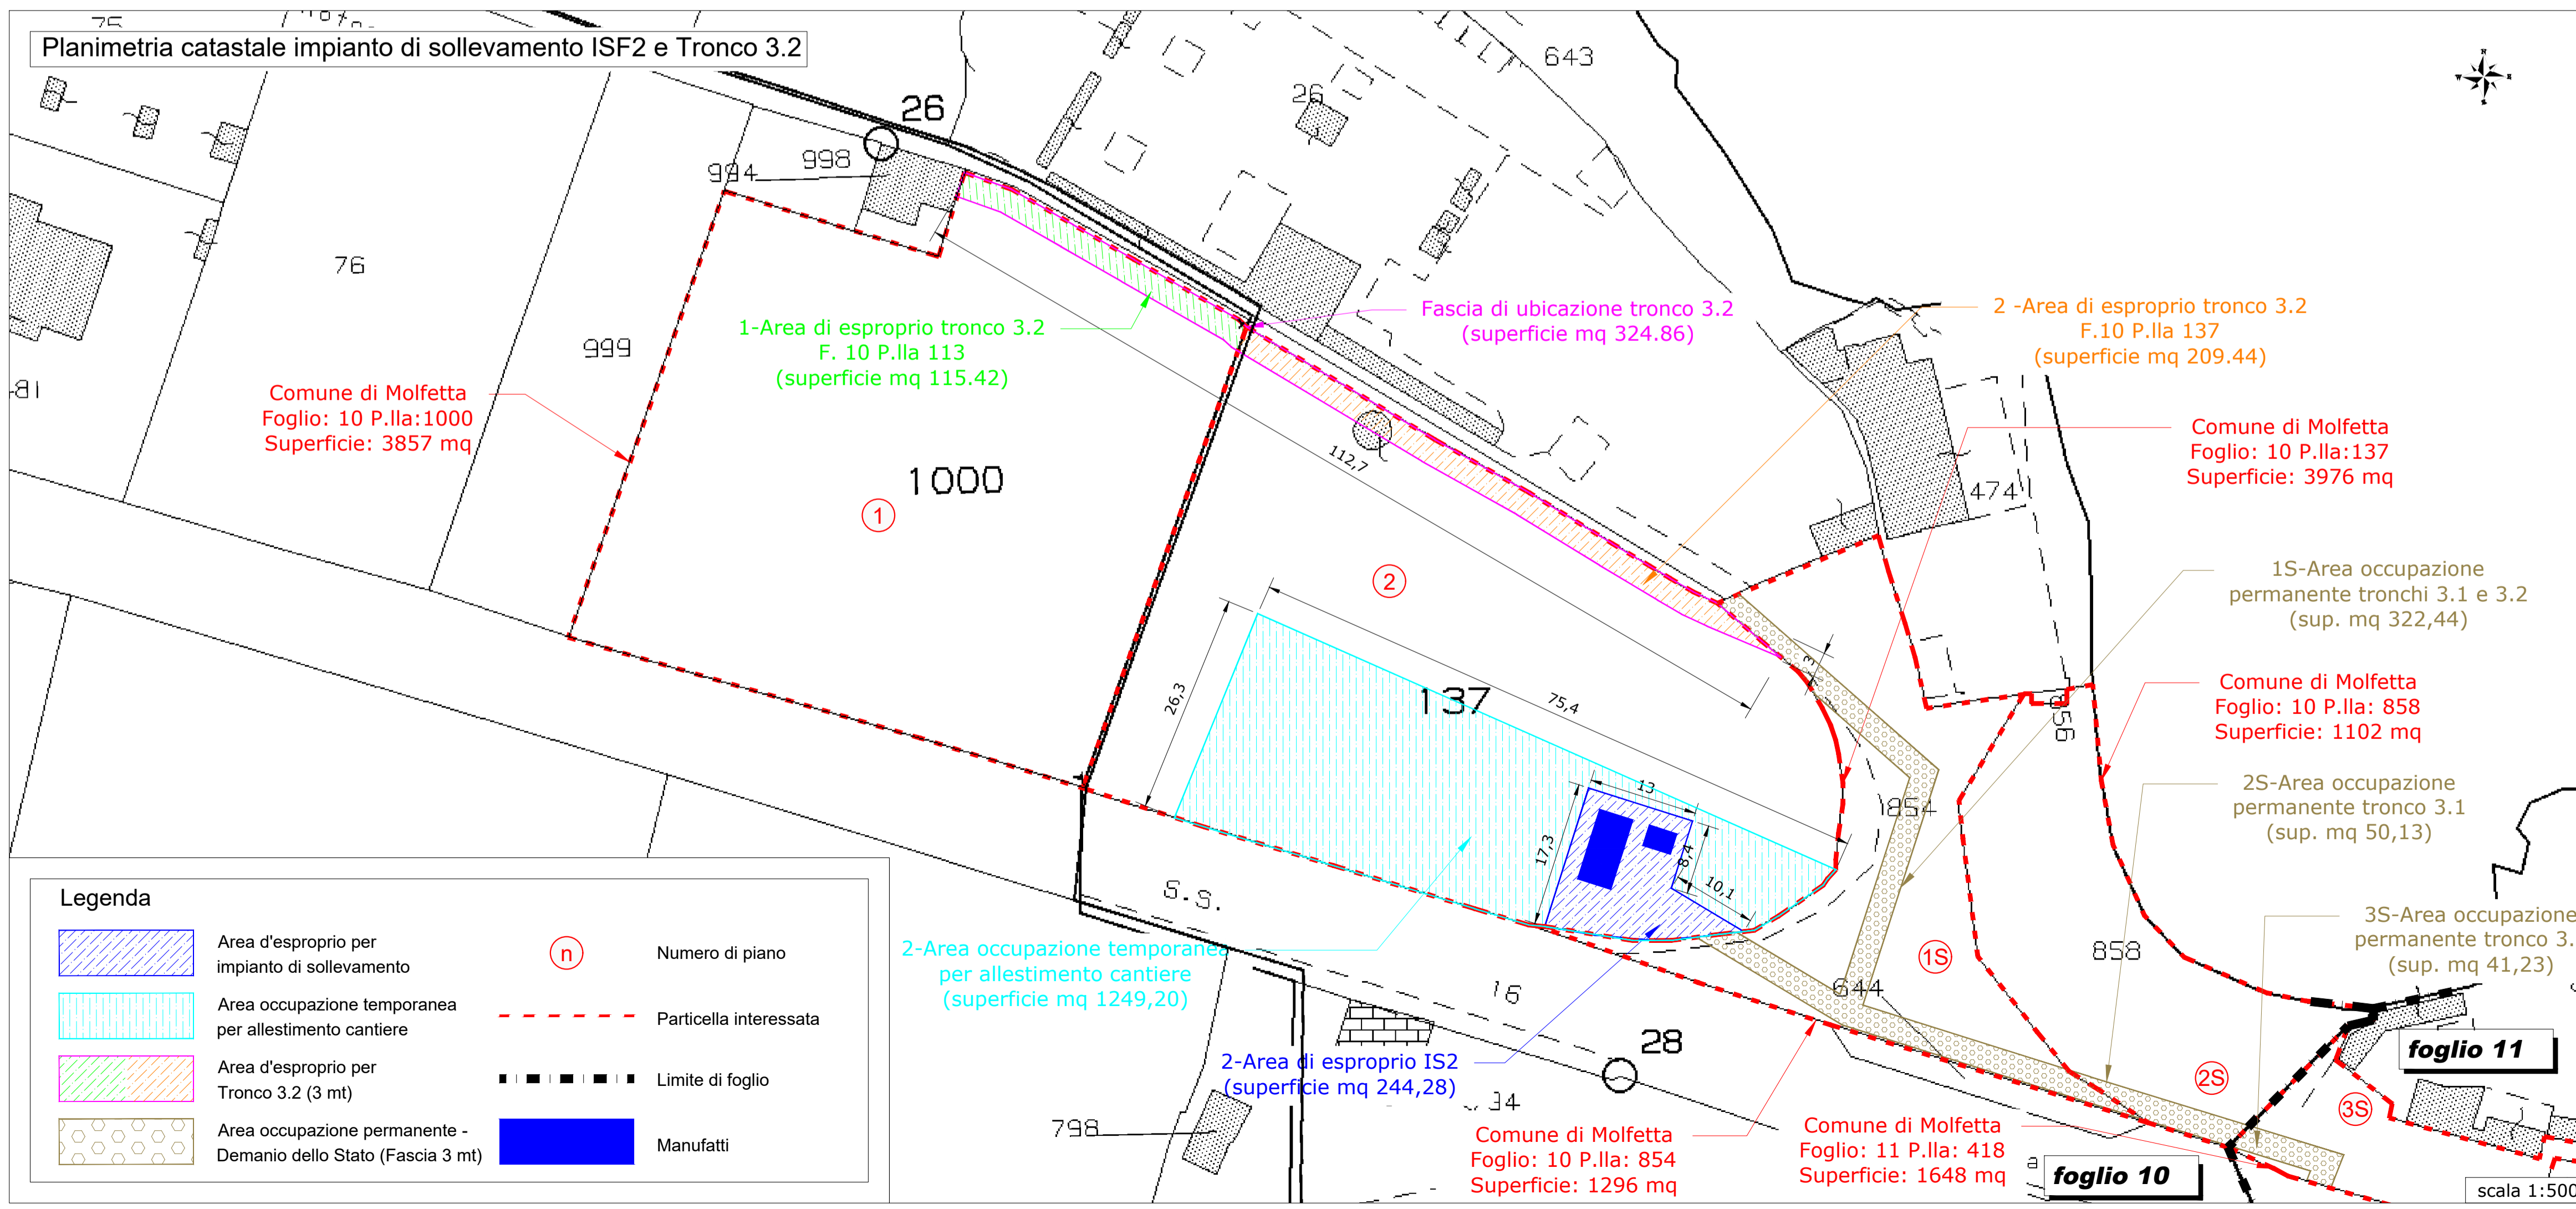 Planimetria catastale impianto di sollevamento ISF2 e Tronco 3.2
75
26
998
994
26
643
76
999
81
1000
1
2
137
474
956
854
644
858
1S
2S
3S
S.S.
16
28
798
1-Area di esproprio tronco 3.2
F. 10 P.lla 113
(superficie mq 115.42)
Comune di Molfetta
Foglio: 10 P.lla:1000
Superficie: 3857 mq
Fascia di ubicazione tronco 3.2
(superficie mq 324.86)
2 -Area di esproprio tronco 3.2
F.10 P.lla 137
(superficie mq 209.44)
Comune di Molfetta
Foglio: 10 P.lla:137
Superficie: 3976 mq
1S-Area occupazione
permanente tronchi 3.1 e 3.2
(sup. mq 322,44)
Comune di Molfetta
Foglio: 10 P.lla: 858
Superficie: 1102 mq
2S-Area occupazione
permanente tronco 3.1
(sup. mq 50,13)
3S-Area occupazione
permanente tronco 3.
(sup. mq 41,23)
112,7
75,4
26,3
3
13
17,3
8,4
10,1
2-Area occupazione temporanea
per allestimento cantiere
(superficie mq 1249,20)
2-Area di esproprio IS2
(superficie mq 244,28)
Comune di Molfetta
Foglio: 10 P.lla: 854
Superficie: 1296 mq
Comune di Molfetta
Foglio: 11 P.lla: 418
Superficie: 1648 mq
foglio 11
foglio 10
scala 1:500
Legenda
Area d'esproprio per
impianto di sollevamento
Area occupazione temporanea
per allestimento cantiere
Area d'esproprio per
Tronco 3.2 (3 mt)
Area occupazione permanente -
Demanio dello Stato (Fascia 3 mt)
n
Numero di piano
Particella interessata
Limite di foglio
Manufatti